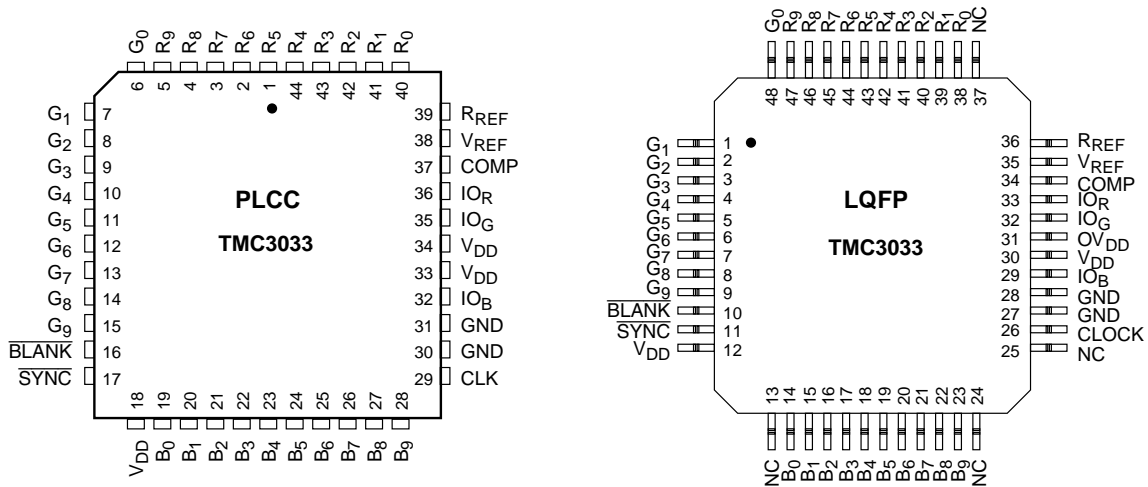 G0 R9 R8 R7 R6 R5 R4 R3 R2 R1 R0
6 5 4 3 2 1 44 43 42 41 40
G1 7 39 RREF
G2 8 38 VREF
G3 9 37 COMP
G4 10 36 IOR
G5 11 35 IOG
G6 12 34 VDD
G7 13 33 VDD
G8 14 32 IOB
G9 15 31 GND
BLANK 16 30 GND
SYNC 17 29 CLK
PLCC
TMC3033
18 19 20 21 22 23 24 25 26 27 28
VDD B0 B1 B2 B3 B4 B5 B6 B7 B8 B9
G0 R9 R8 R7 R6 R5 R4 R3 R2 R1 R0 NC
48 47 46 45 44 43 42 41 40 39 38 37
G1 1 36 RREF
G2 2 35 VREF
G3 3 34 COMP
G4 4 33 IOR
G5 5 32 IOG
G6 6 31 OVDD
G7 7 30 VDD
G8 8 29 IOB
G9 9 28 GND
BLANK 10 27 GND
SYNC 11 26 CLOCK
VDD 12 25 NC
LQFP
TMC3033
13 14 15 16 17 18 19 20 21 22 23 24
NC B0 B1 B2 B3 B4 B5 B6 B7 B8 B9 NC